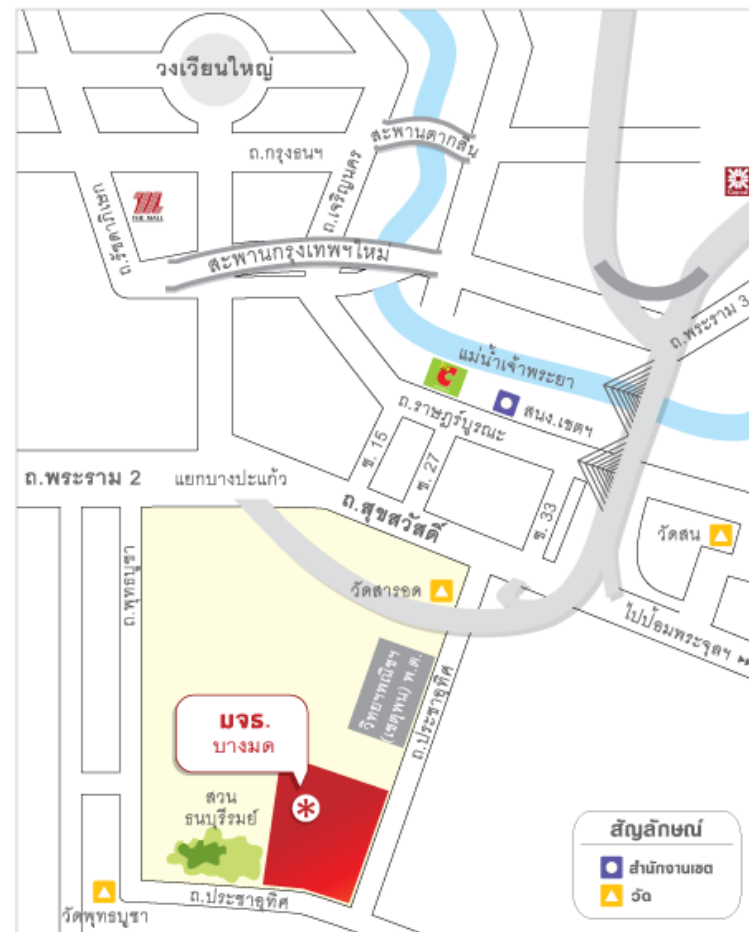 วงเวียนใหญ่
สะพานตากสิน
ถ.กรุงธนฯ
ถ.เจริญนคร
ถ.รัชดาภิเษก
THE MALL
สะพานกรุงเทพฯใหม่
Central
ถ.พระราม 3
แม่น้ำเจ้าพระยา
C
สนง.เขตฯ
ถ.ราษฎร์บูรณะ
ซ. 15
ซ. 27
ซ. 33
ถ.พระราม 2
แยกบางปะแก้ว
ถ.สุขสวัสดิ์
วัดสน
ถ.พุทธบูชา
วัดสารอด
ไปป้อมพระจุลฯ
วิทยฯพณิชฯ
(เชตุพน) พ.ต.
ถ.ประชาอุทิศ
มจธ.
บางมด
สวน
ธนบุรีรมย์
ถ.ประชาอุทิศ
วัดพุทธบูชา
สัญลักษณ์
สำนักงานเขต
วัด